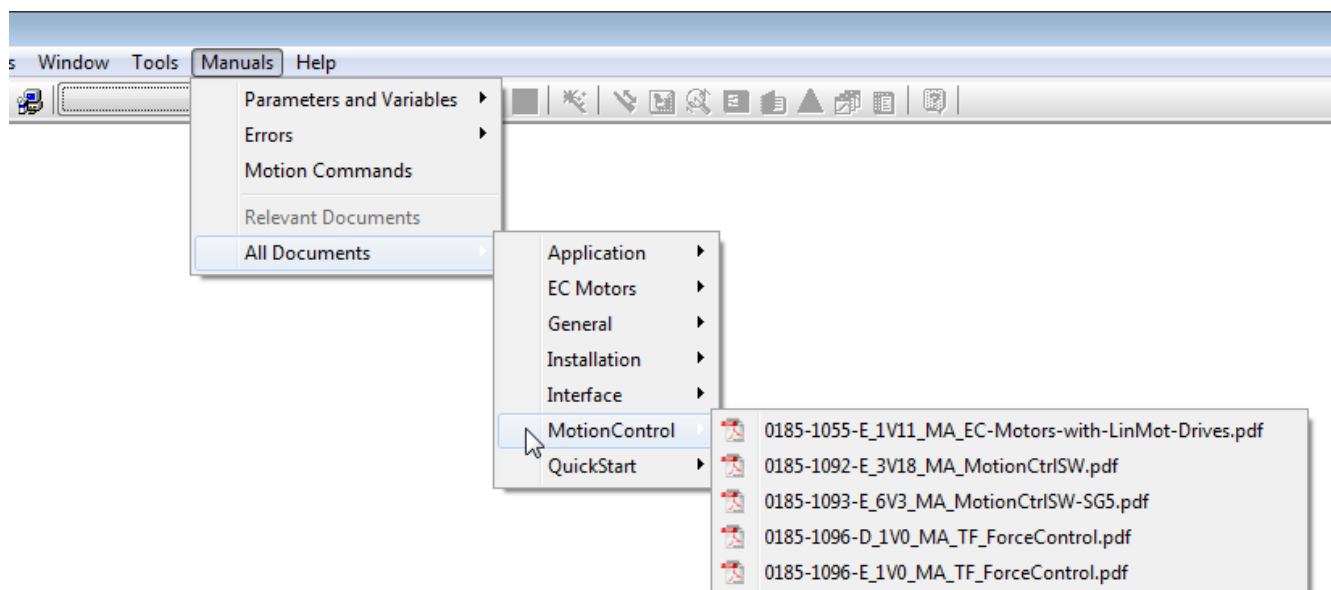 s Window Tools Manuals Help
Parameters and Variables
Errors
Motion Commands
Relevant Documents
All Documents
Application
EC Motors
General
Installation
Interface
MotionControl
QuickStart
0185-1055-E_1V11_MA_EC-Motors-with-LinMot-Drives.pdf
0185-1092-E_3V18_MA_MotionCtrlSW.pdf
0185-1093-E_6V3_MA_MotionCtrlSW-SG5.pdf
0185-1096-D_1V0_MA_TF_ForceControl.pdf
0185-1096-E_1V0_MA_TF_ForceControl.pdf